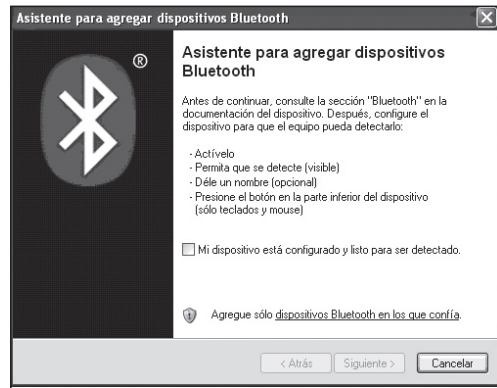 Asistente para agregar dispositivos Bluetooth
®
Asistente para agregar dispositivos
Bluetooth
Antes de continuar, consulte la sección "Bluetooth" en la
documentación del dispositivo. Después, configure el
dispositivo para que el equipo pueda detectarlo:
- Actívelo
- Permita que se detecte (visible)
- Déle un nombre (opcional)
- Presione el botón en la parte inferior del dispositivo
(sólo teclados y mouse)
Mi dispositivo está configurado y listo para ser detectado.
Agregue sólo dispositivos Bluetooth en los que confía.
< Atrás
Siguiente >
Cancelar